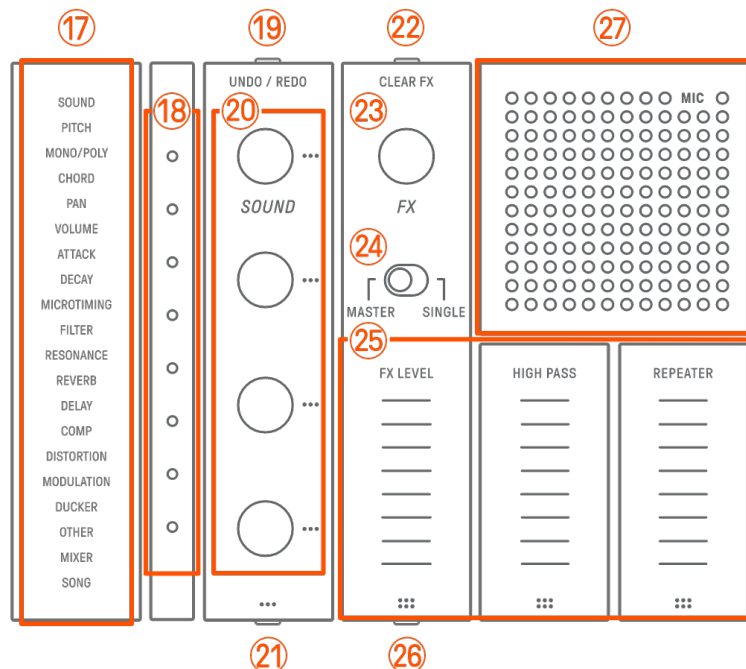 17
19
22
27
UNDO / REDO
CLEAR FX
18
20
23
MIC
SOUND
PITCH
MONO/POLY
CHORD
PAN
VOLUME
ATTACK
DECAY
MICROTIMING
FILTER
RESONANCE
REVERB
DELAY
COMP
DISTORTION
MODULATION
DUCKER
OTHER
MIXER
SONG
SOUND
FX
24
MASTER
SINGLE
25
FX LEVEL
HIGH PASS
REPEATER
21
26